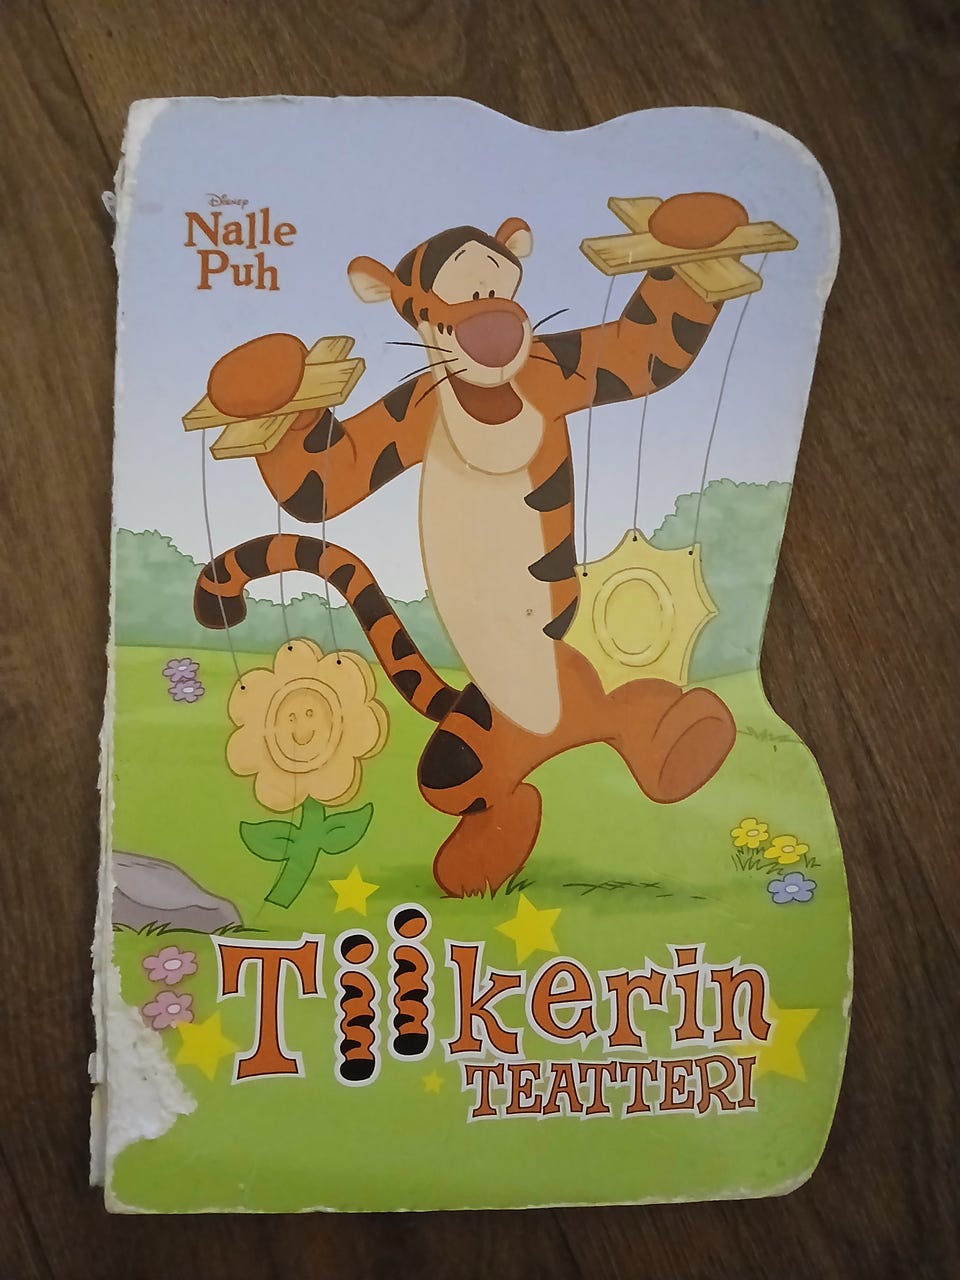 Disney
Nalle
Puh
Tiikerin
TEATTERI